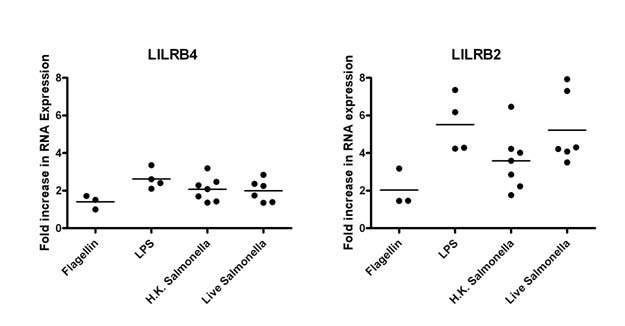 LILRB4
Fold increase in RNA Expression
8
6
4
2
0
Flagellin
LPS
H.K. Salmonella
Live Salmonella
LILRB2
Fold increase in RNA expression
8
6
4
2
0
Flagellin
LPS
H.K. Salmonella
Live Salmonella